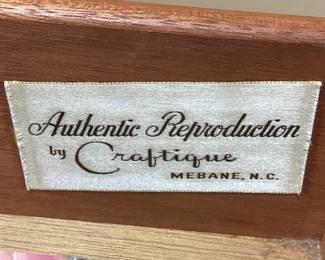 Authentic Reproduction
by Craftique
MEBANE, N.C.